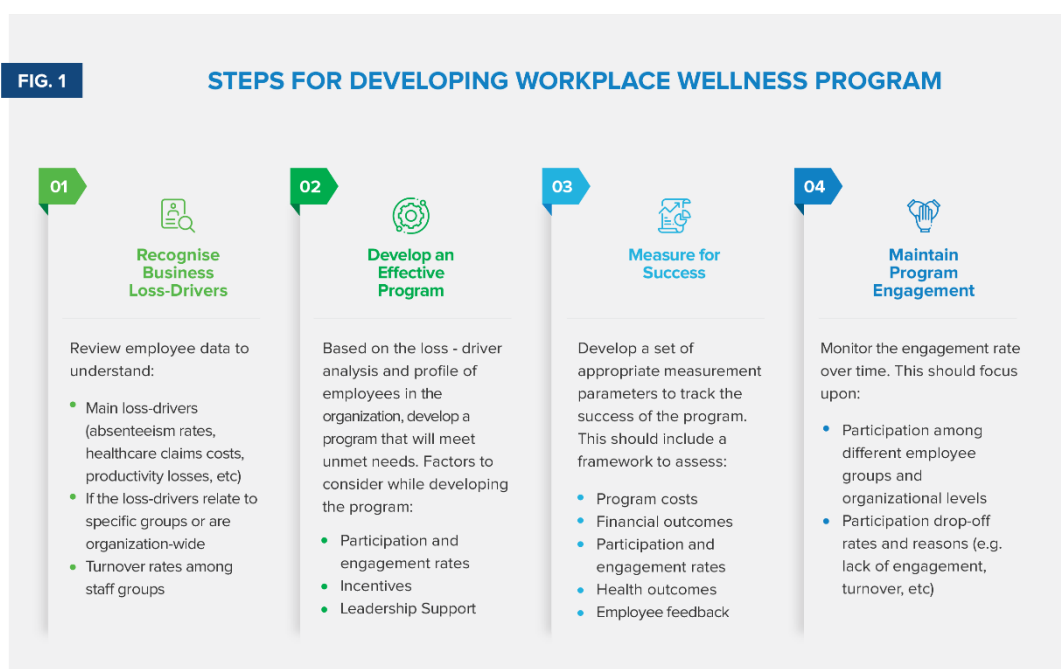 FIG. 1
STEPS FOR DEVELOPING WORKPLACE WELLNESS PROGRAM
01
Recognise
Business
Loss-Drivers
Review employee data to
understand:
• Main loss-drivers
(absenteeism rates,
healthcare claims costs,
productivity losses, etc)
• If the loss-drivers relate to
specific groups or are
organization-wide
• Turnover rates among
staff groups
02
Develop an
Effective
Program
Based on the loss - driver
analysis and profile of
employees in the
organization, develop a
program that will meet
unmet needs. Factors to
consider while developing
the program:
• Participation and
engagement rates
• Incentives
• Leadership Support
03
Measure for
Success
Develop a set of
appropriate measurement
parameters to track the
success of the program.
This should include a
framework to assess:
• Program costs
• Financial outcomes
• Participation and
engagement rates
• Health outcomes
• Employee feedback
04
Maintain
Program
Engagement
Monitor the engagement rate
over time. This should focus
upon:
• Participation among
different employee
groups and
organizational levels
• Participation drop-off
rates and reasons (e.g.
lack of engagement,
turnover, etc)